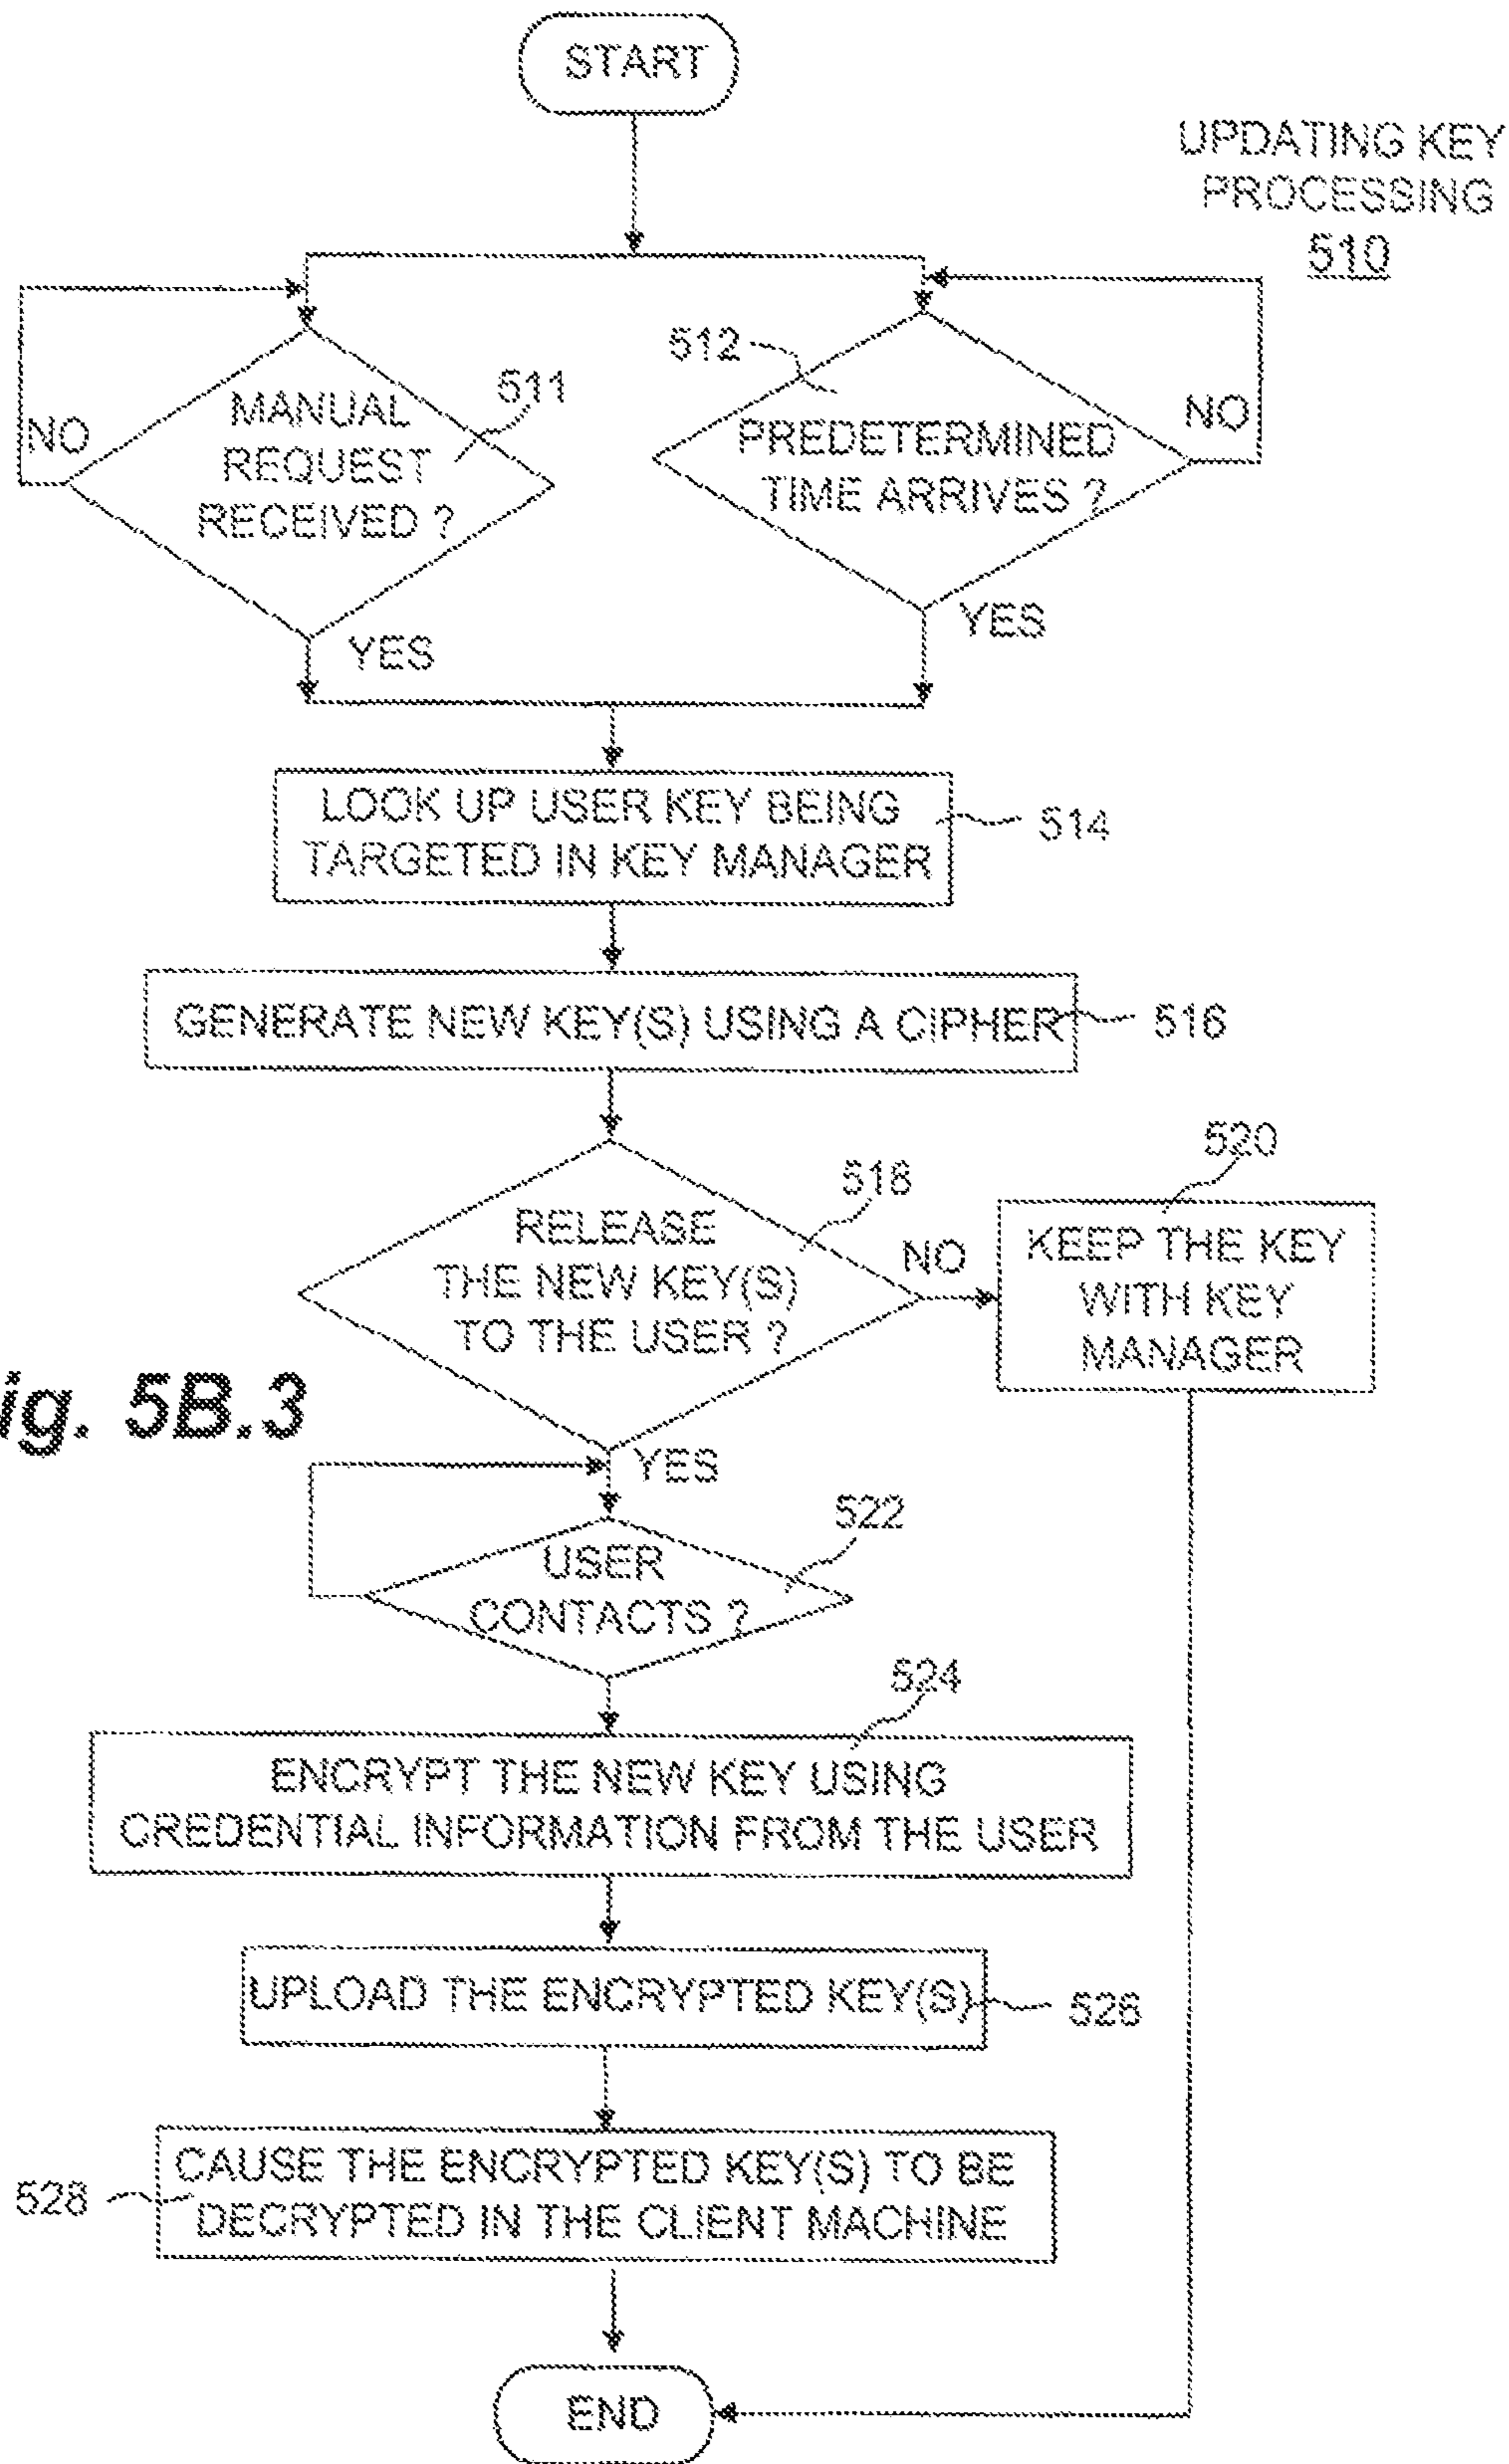 START
UPDATING KEY
PROCESSING
510
511
512
NO
MANUAL
REQUEST
RECEIVED ?
PREDETERMINED
TIME ARRIVES ?
NO
YES
YES
LOOK UP USER KEY BEING
TARGETED IN KEY MANAGER
514
GENERATE NEW KEY(S) USING A CIPHER
516
518
520
RELEASE
THE NEW KEY(S)
TO THE USER ?
NO
KEEP THE KEY
WITH KEY
MANAGER
ig. 5B.3
YES
522
USER
CONTACTS ?
524
ENCRYPT THE NEW KEY USING
CREDENTIAL INFORMATION FROM THE USER
UPLOAD THE ENCRYPTED KEY(S)
526
CAUSE THE ENCRYPTED KEY(S) TO BE
DECRYPTED IN THE CLIENT MACHINE
528
END